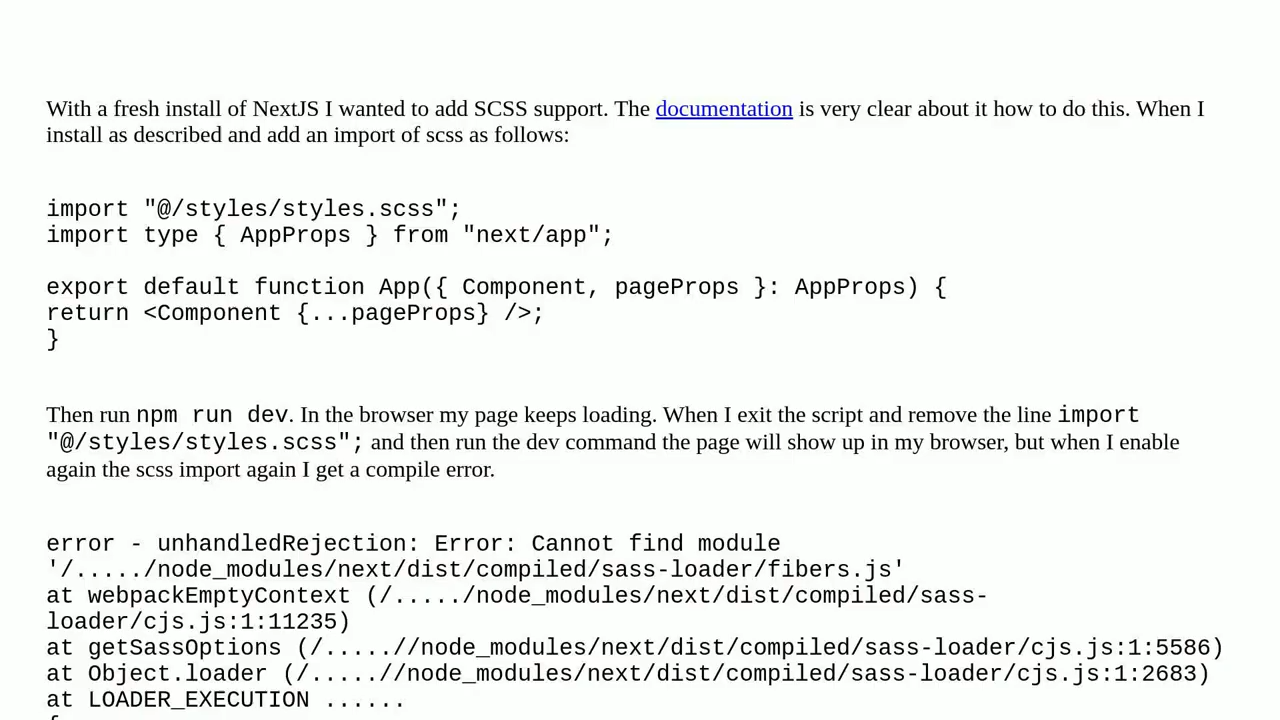 With a fresh install of NextJS I wanted to add SCSS support. The documentation is very clear about it how to do this. When I
install as described and add an import of scss as follows:
import "@/styles/styles.scss";
import type { AppProps } from "next/app";
export default function App({ Component, pageProps }: AppProps) {
return <Component {...pageProps} />;
}
Then run npm run dev. In the browser my page keeps loading. When I exit the script and remove the line import
"@/styles/styles.scss"; and then run the dev command the page will show up in my browser, but when I enable
again the scss import again I get a compile error.
error - unhandledRejection: Error: Cannot find module
'/...../node_modules/next/dist/compiled/sass-loader/fibers.js'
at webpackEmptyContext (/...../node_modules/next/dist/compiled/sass-
loader/cjs.js:1:11235)
at getSassOptions (/.....//node_modules/next/dist/compiled/sass-loader/cjs.js:1:5586)
at Object.loader (/.....//node_modules/next/dist/compiled/sass-loader/cjs.js:1:2683)
at LOADER_EXECUTION ......
{